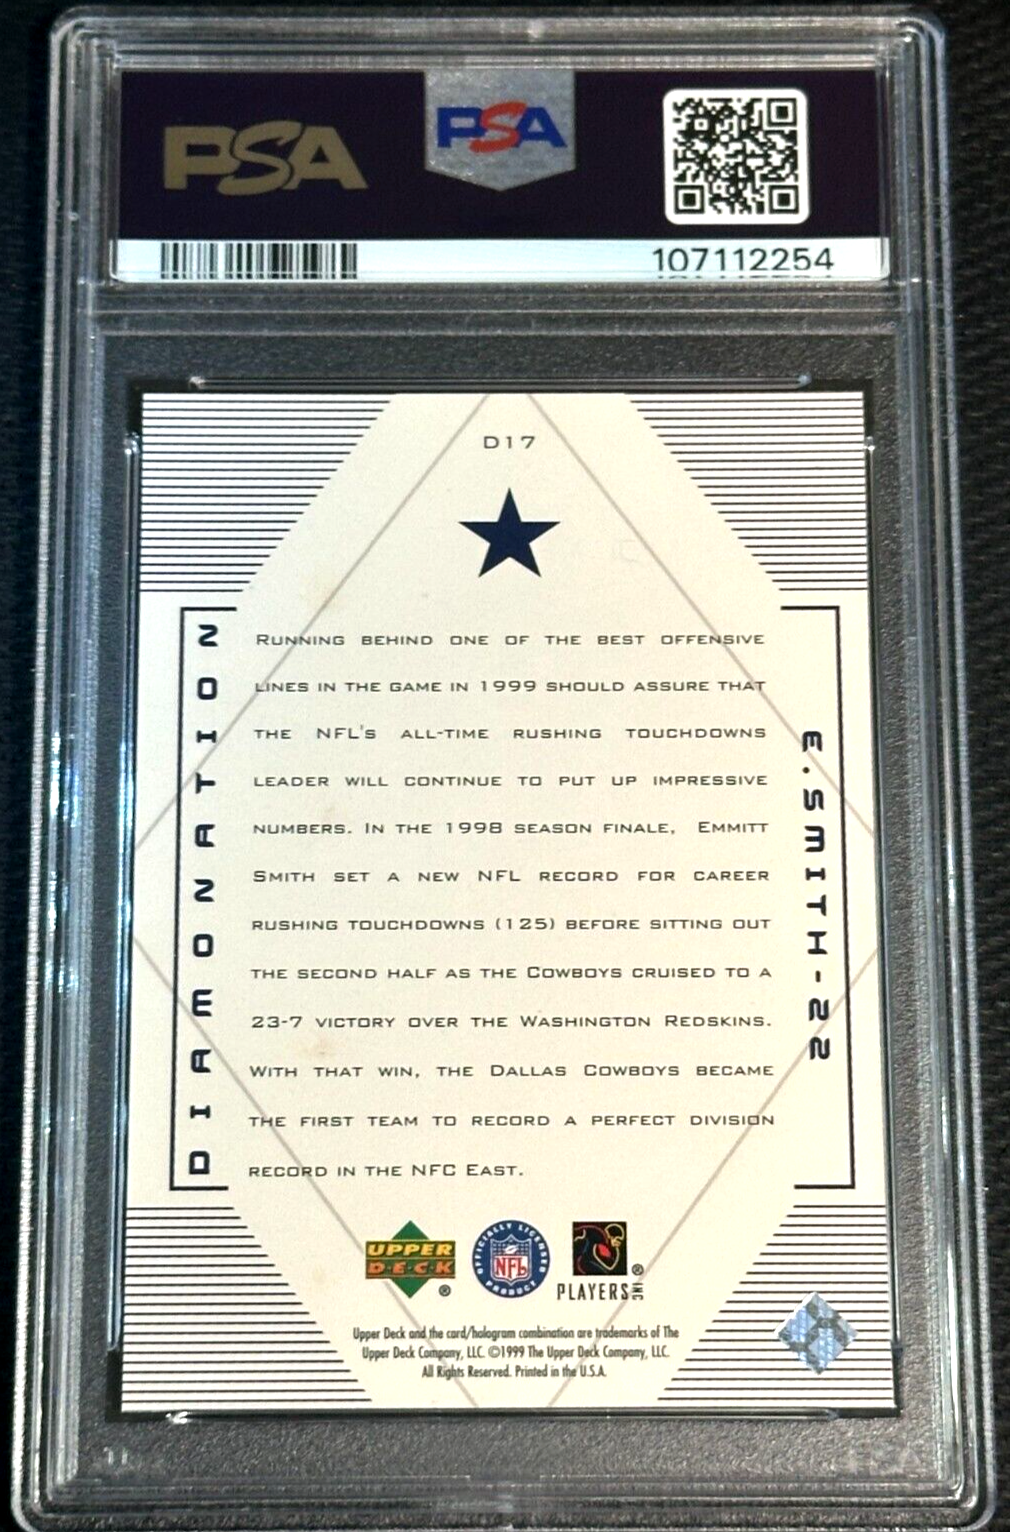 PSA
PSA
107112254
D17
DIAMONATION
RUNNING BEHIND ONE OF THE BEST OFFENSIVE
LINES IN THE GAME IN 1999 SHOULD ASSURE THAT
THE NFL'S ALL-TIME RUSHING TOUCHDOWNS
LEADER WILL CONTINUE TO PUT UP IMPRESSIVE
NUMBERS. IN THE 1998 SEASON FINALE, EMMITT
SMITH SET A NEW NFL RECORD FOR CAREER
RUSHING TOUCHDOWNS (125) BEFORE SITTING OUT
THE SECOND HALF AS THE COWBOYS CRUISED TO A
23-7 VICTORY OVER THE WASHINGTON REDSKINS.
WITH THAT WIN, THE DALLAS COWBOYS BECAME
THE FIRST TEAM TO RECORD A PERFECT DIVISION
RECORD IN THE NFC EAST.
E.SMITH-22
UPPER
D·E·C·K
®
OFFICIALLY LICENSED
NFL
PRODUCT
PLAYERS INC
®
Upper Deck and the card/hologram combination are trademarks of The
Upper Deck Company, LLC. ©1999 The Upper Deck Company, LLC.
All Rights Reserved. Printed in the U.S.A.